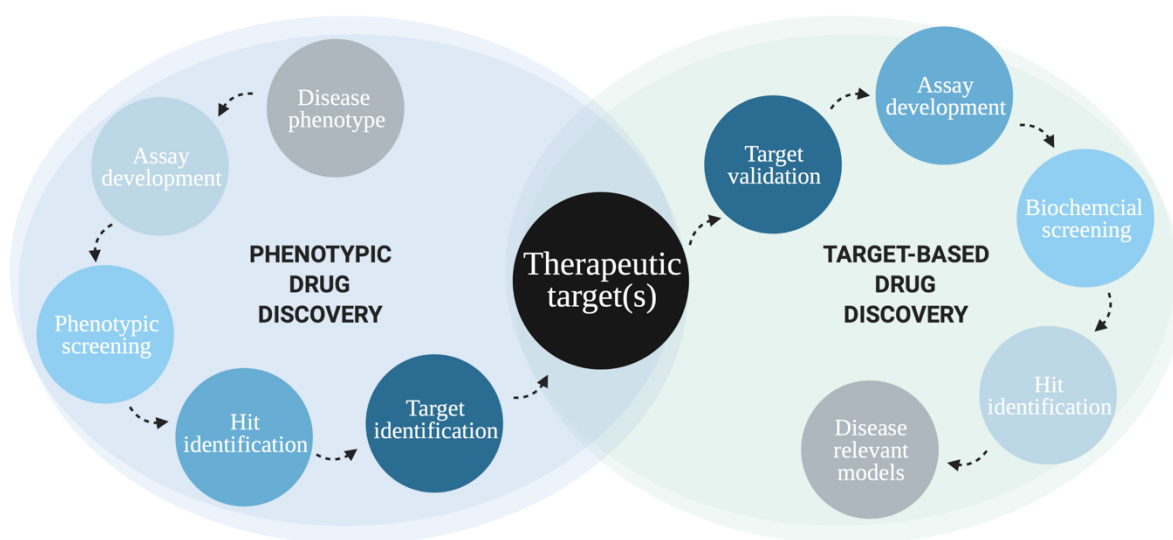 Disease
phenotype
Assay
development
Phenotypic
screening
Hit
identification
Target
identification
PHENOTYPIC
DRUG
DISCOVERY
Therapeutic
target(s)
Target
validation
Assay
development
Biochemcial
screening
Hit
identification
Disease
relevant
models
TARGET-BASED
DRUG
DISCOVERY